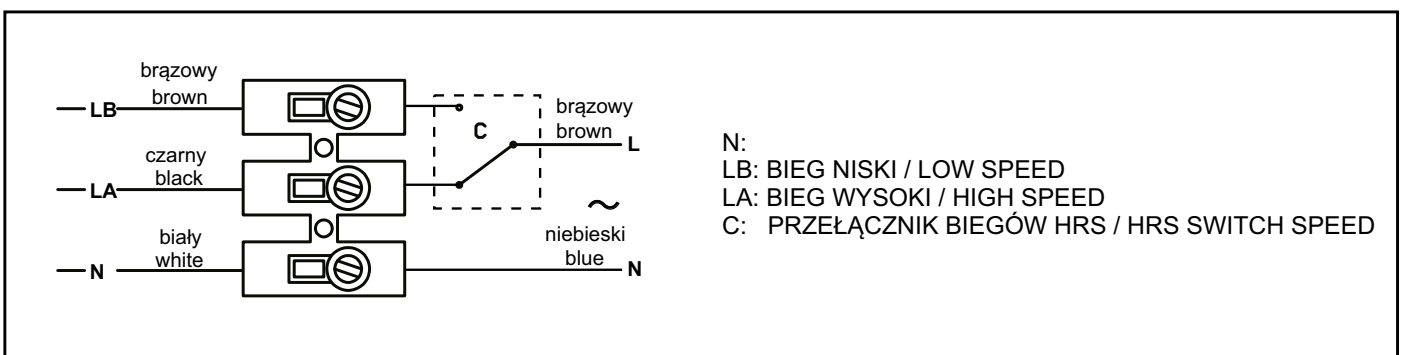 brązowy
brown
LB
czarny
black
LA
biały
white
N
C
brązowy
brown
L
~
niebieski
blue
N
N:
LB: BIEG NISKI / LOW SPEED
LA: BIEG WYSOKI / HIGH SPEED
C: PRZEŁĄCZNIK BIEGÓW HRS / HRS SWITCH SPEED